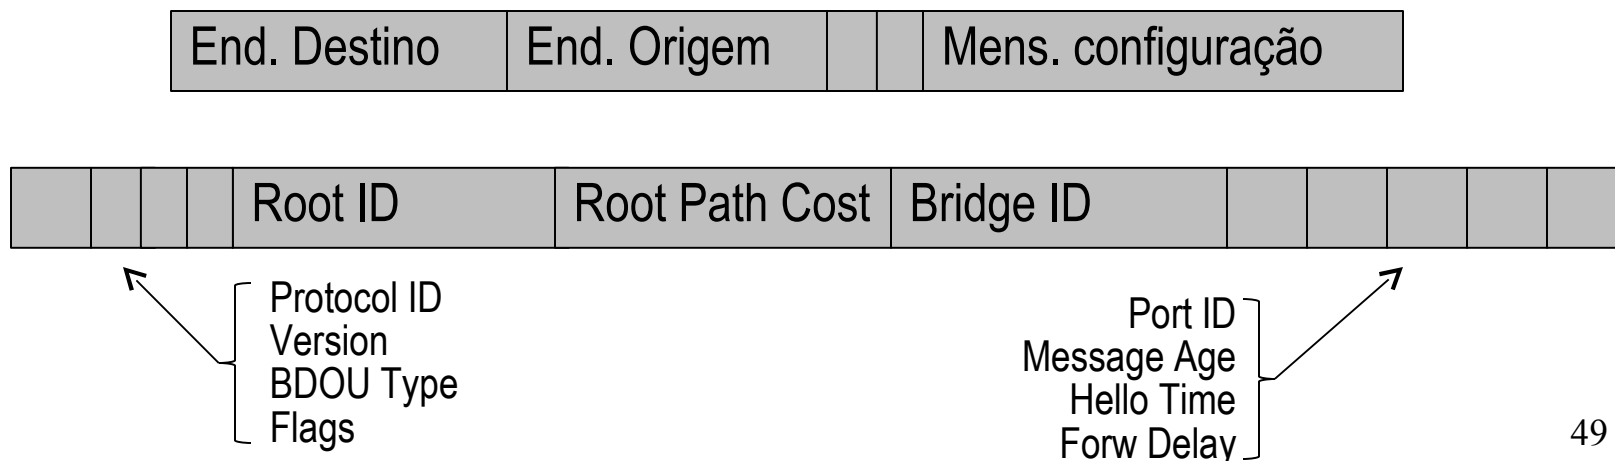 End. Destino End. Origem Mens. configuração
Root ID Root Path Cost Bridge ID
Protocol ID
Version
BDOU Type
Flags
Port ID
Message Age
Hello Time
Forw Delay
49